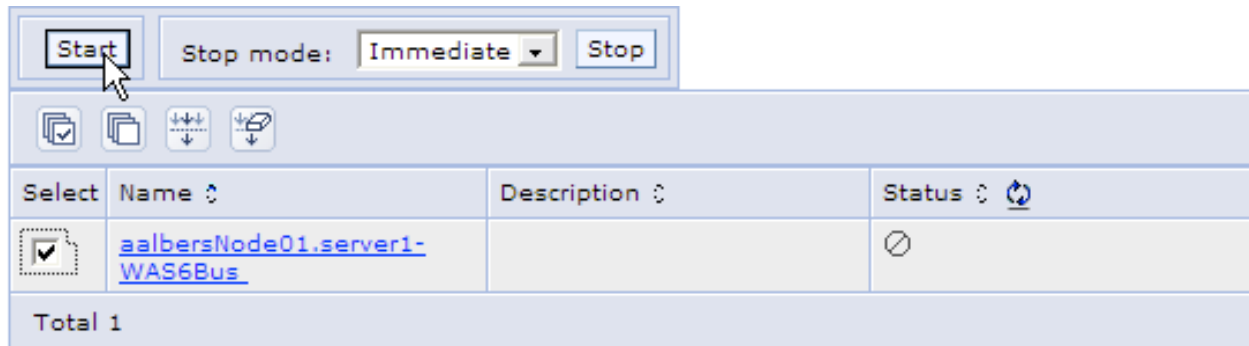 Start Stop mode: Immediate Stop
Select Name Description Status
aalbersNode01.server1-
WAS6Bus
Total 1